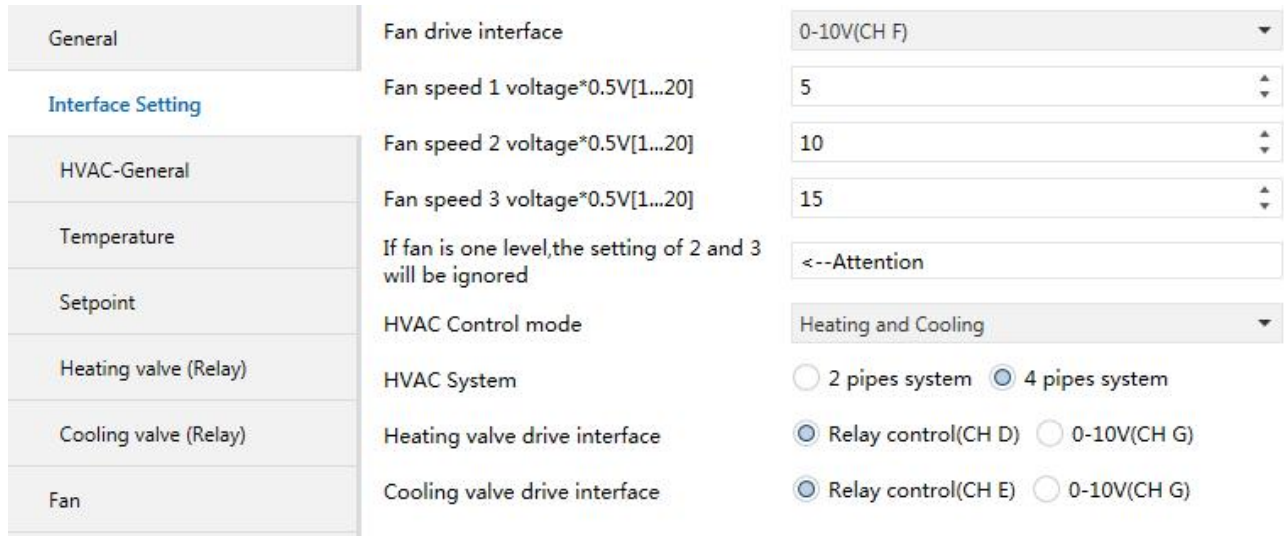 General
Interface Setting
HVAC-General
Temperature
Setpoint
Heating valve (Relay)
Cooling valve (Relay)
Fan
Fan drive interface
0-10V(CH F)
Fan speed 1 voltage*0.5V[1...20]
5
Fan speed 2 voltage*0.5V[1...20]
10
Fan speed 3 voltage*0.5V[1...20]
15
If fan is one level,the setting of 2 and 3
will be ignored
<--Attention
HVAC Control mode
Heating and Cooling
HVAC System
2 pipes system 4 pipes system
Heating valve drive interface
Relay control(CH D) 0-10V(CH G)
Cooling valve drive interface
Relay control(CH E) 0-10V(CH G)